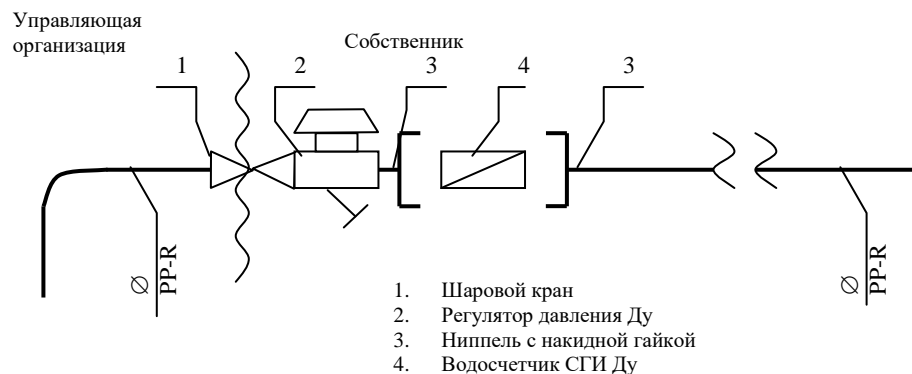 Управляющая
организация
Собственник
1
2
3
4
3
∅
PP-R
∅
PP-R
1. Шаровой кран
2. Регулятор давления Ду
3. Ниппель с накидной гайкой
4. Водосчетчик СГИ Ду